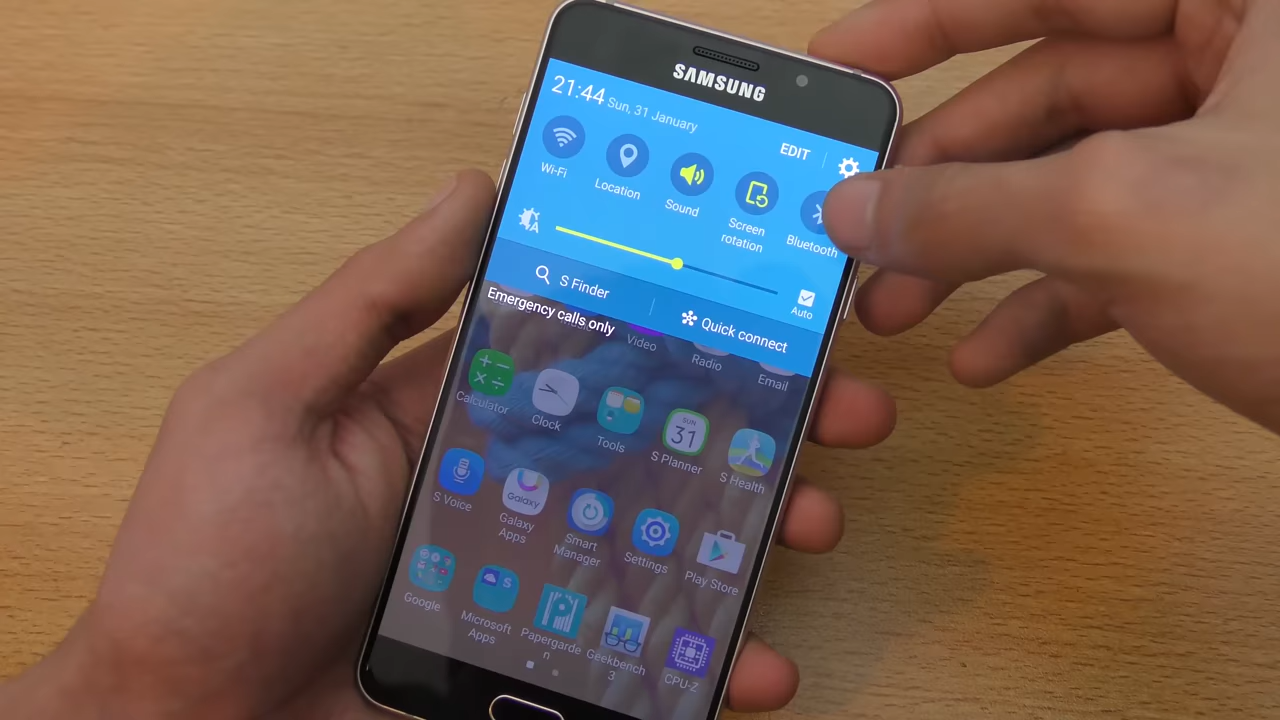 SAMSUNG
21:44 Sun, 31 January
EDIT
Wi-Fi
Location
Sound
Screen
rotation
Bluetooth
A
Auto
S Finder
Quick connect
Emergency calls only
Video
Radio
Email
Calculator
Clock
Tools
SUN
31
S Planner
S Health
S Voice
Galaxy
Galaxy
Apps
Smart
Manager
Settings
Play Store
Google
S
Microsoft
Apps
Papergarde
n
Geekbench
3
CPU-Z